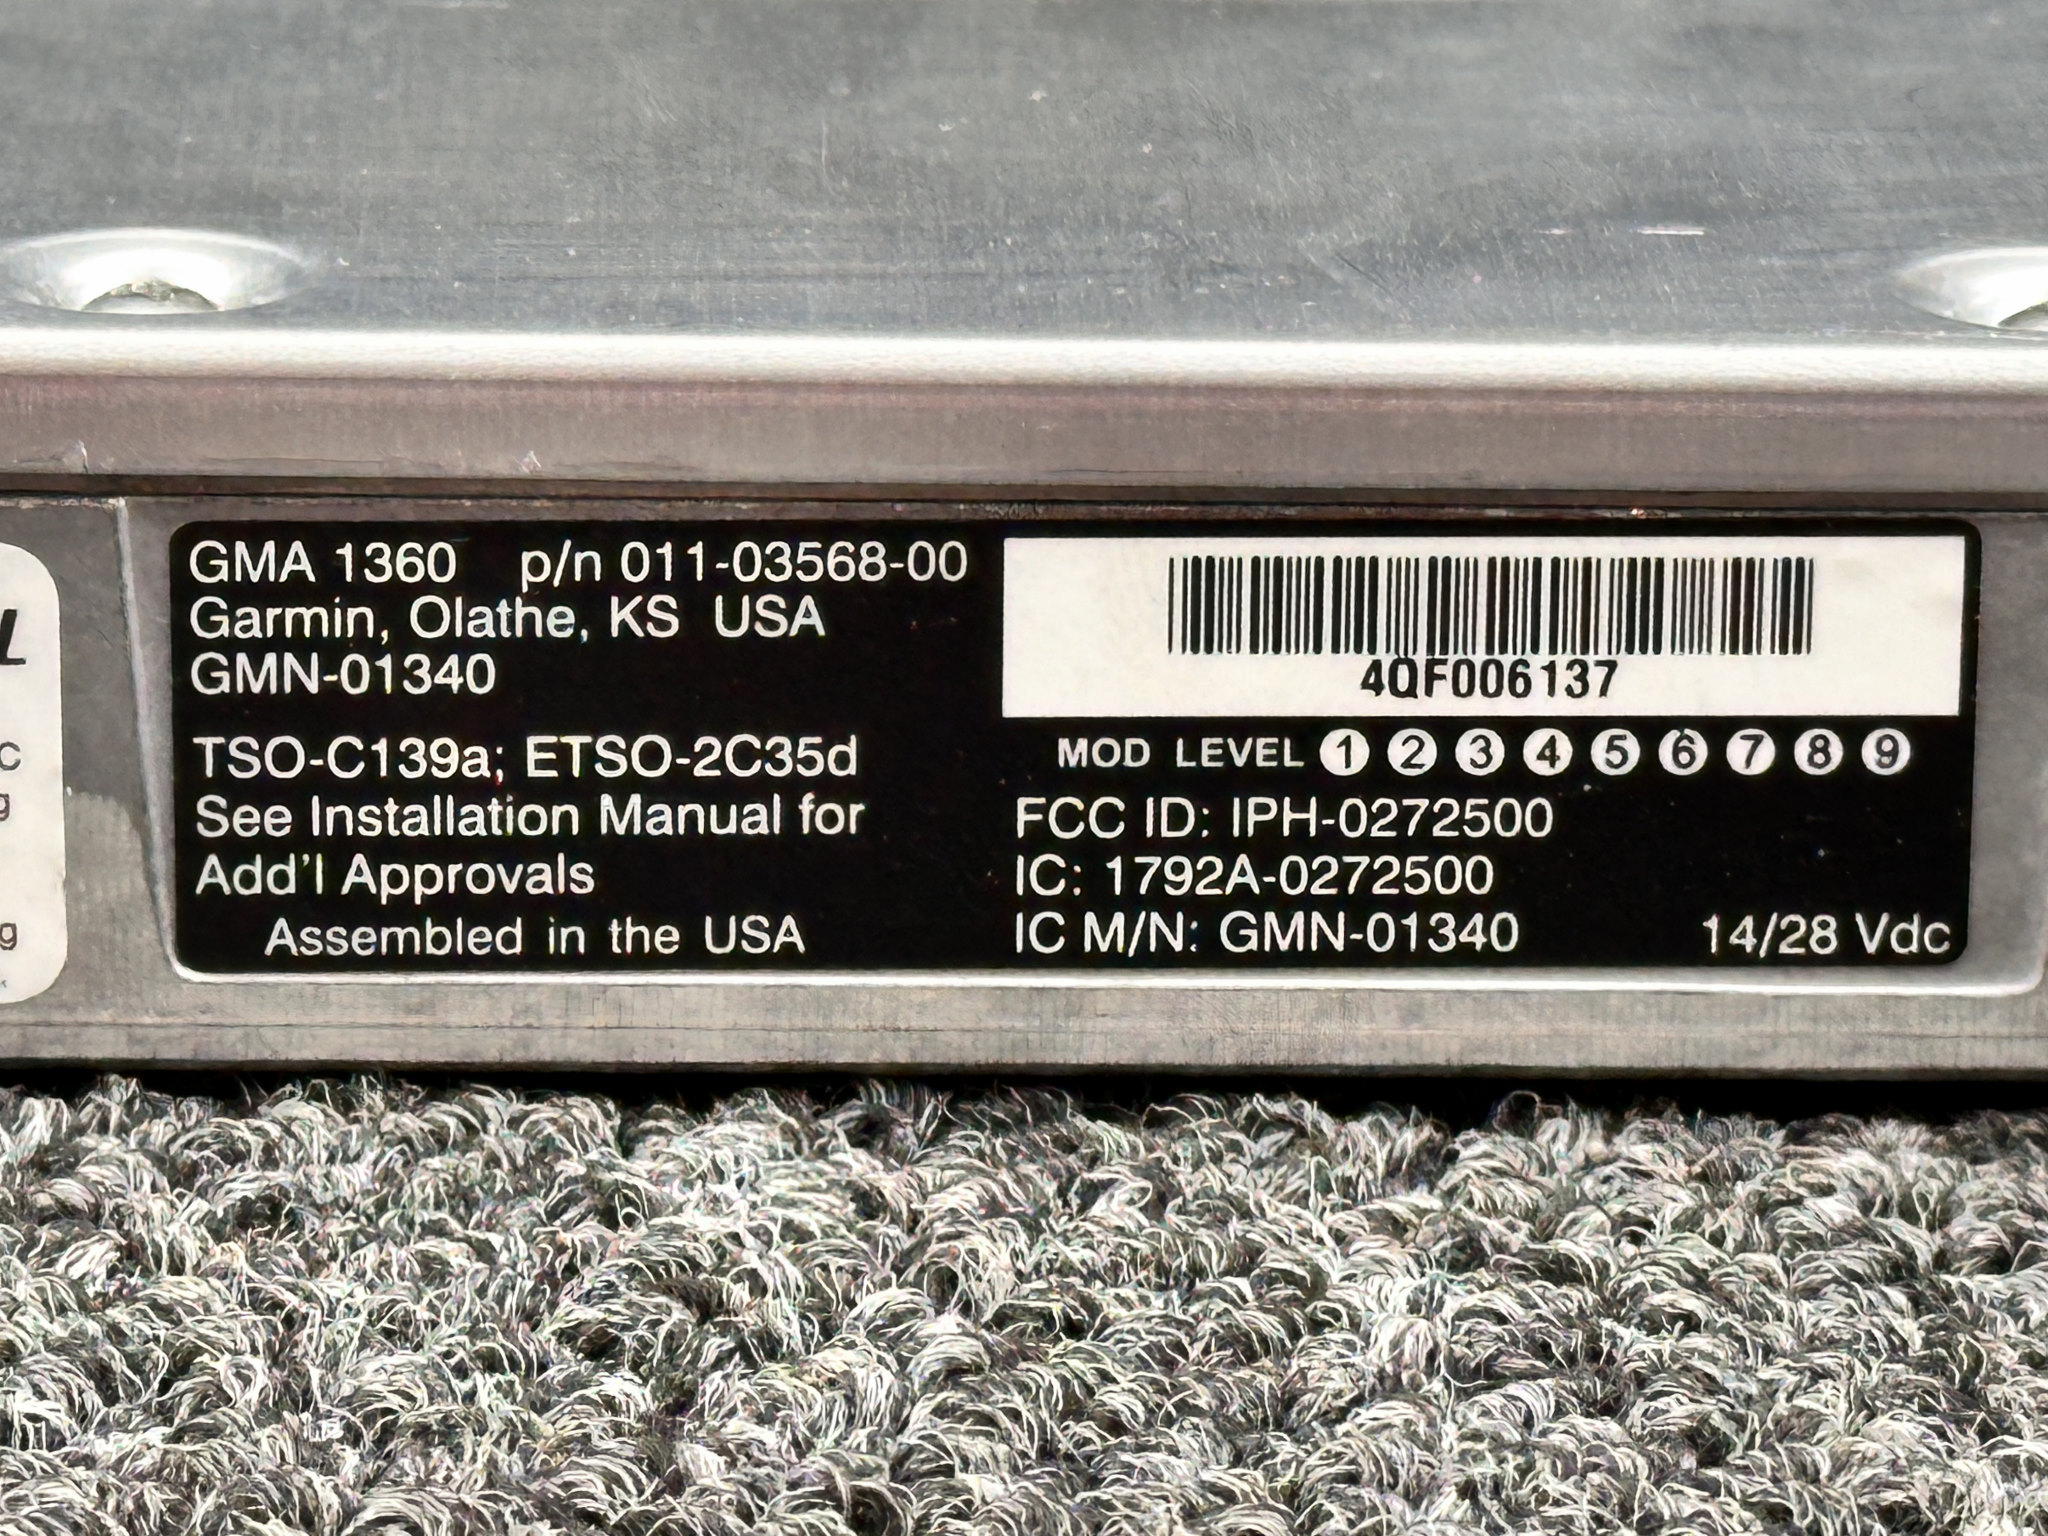 GMA 1360 p/n 011-03568-00
Garmin, Olathe, KS USA
GMN-01340
TSO-C139a; ETSO-2C35d
See Installation Manual for
Add'l Approvals
Assembled in the USA
4QF006137
MOD LEVEL 1 2 3 4 5 6 7 8 9
FCC ID: IPH-0272500
IC: 1792A-0272500
IC M/N: GMN-01340 14/28 Vdc